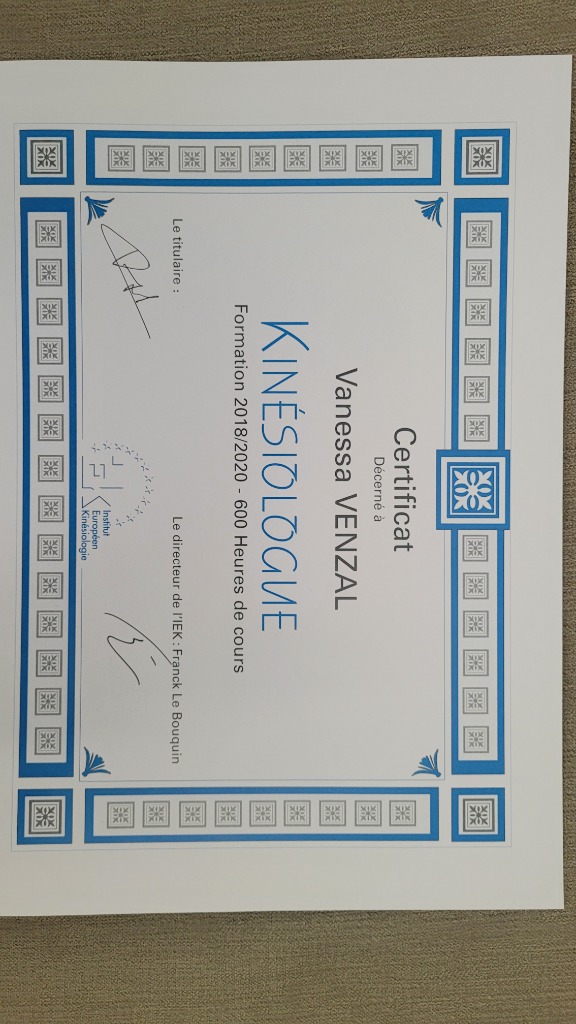 Certificat
Décerné à
Vanessa VENZAL
KINÉSIOLOGUE
Formation 2018/2020 - 600 Heures de cours
Le titulaire :
Le directeur de l'IEK : Franck Le Bouquin
Institut
Européen
Kinésiologie